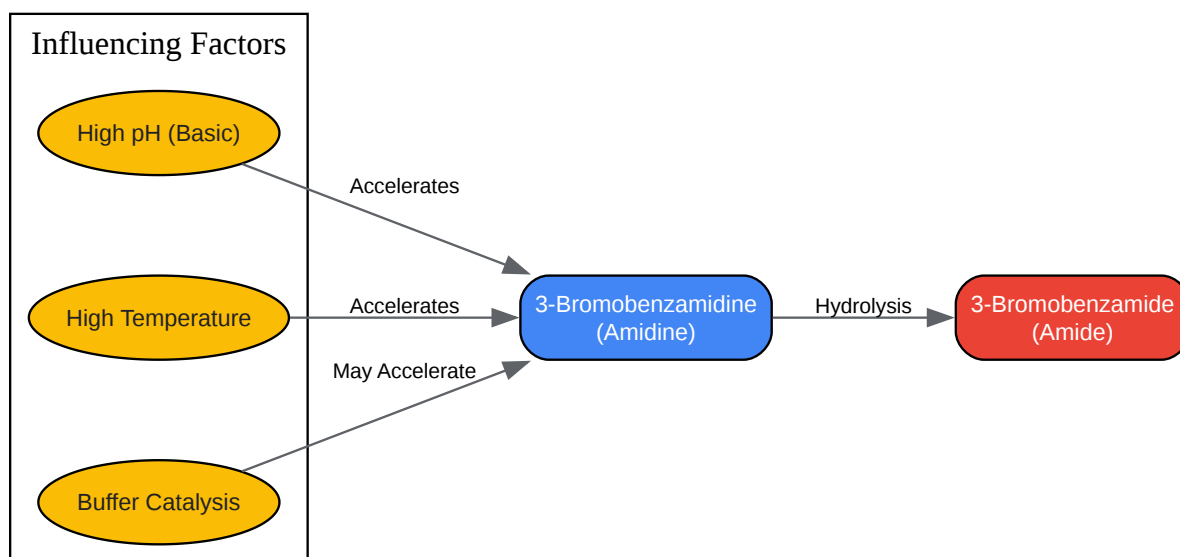 Influencing Factors
High pH (Basic)
Accelerates
High Temperature
Accelerates
3-Bromobenzamidine
(Amidine)
Hydrolysis
3-Bromobenzamide
(Amide)
May Accelerate
Buffer Catalysis